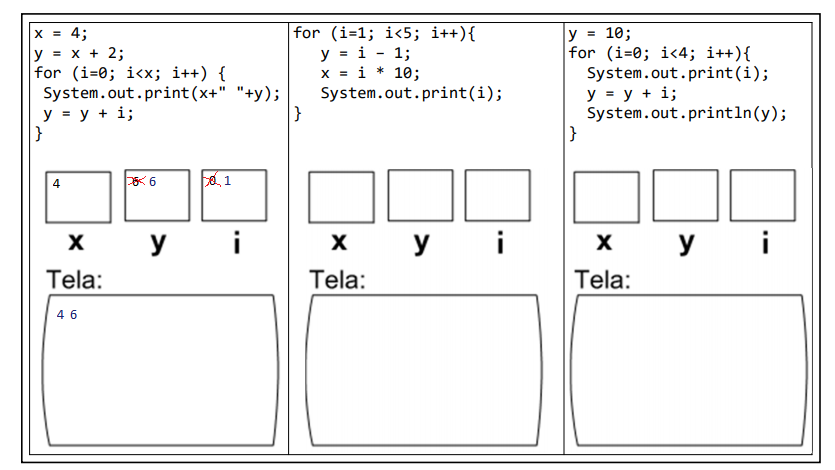 x = 4;
y = x + 2;
for (i=0; i<x; i++) {
System.out.print(x+" "+y);
y = y + i;
}
4
6 6
0 1
x y i
Tela:
4 6
for (i=1; i<5; i++){
y = i – 1;
x = i * 10;
System.out.print(i);
}
x y i
Tela:
y = 10;
for (i=0; i<4; i++){
System.out.print(i);
y = y + i;
System.out.println(y);
}
x y i
Tela: